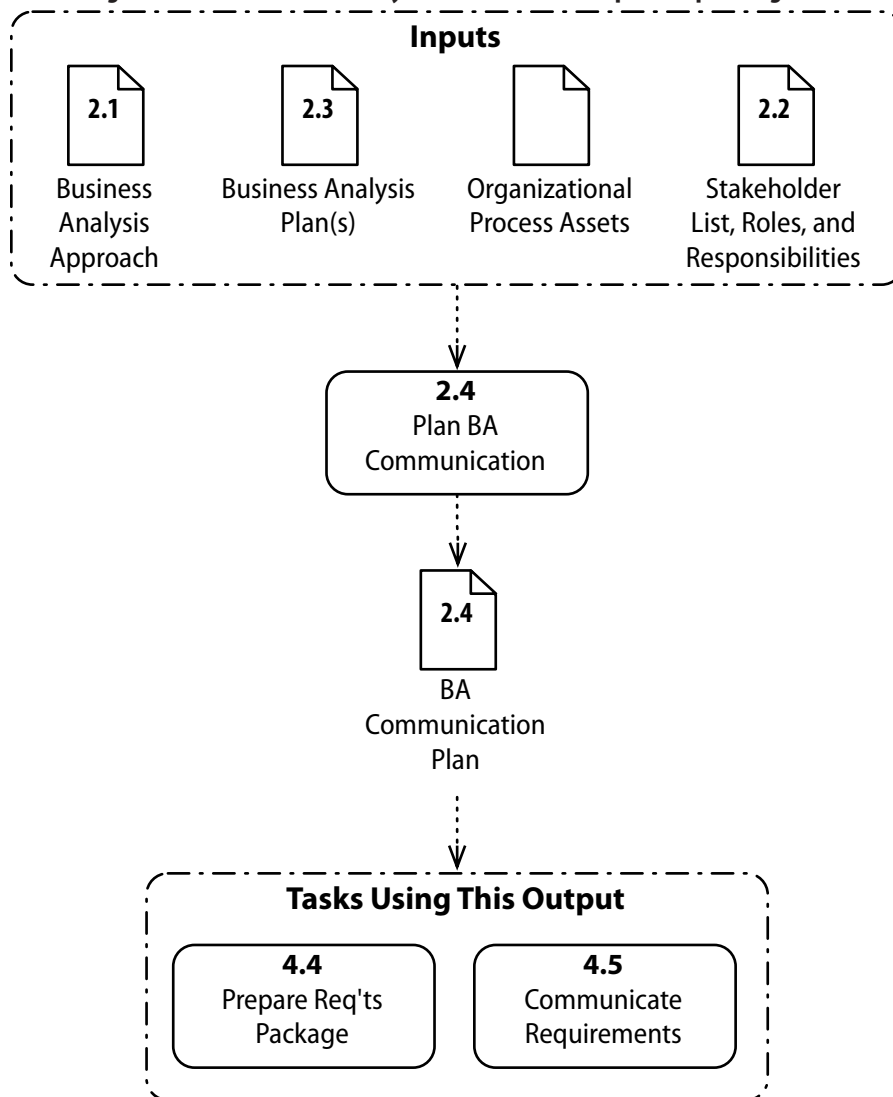 Inputs
2.1
Business
Analysis
Approach
2.3
Business Analysis
Plan(s)
Organizational
Process Assets
2.2
Stakeholder
List, Roles, and
Responsibilities
2.4
Plan BA
Communication
2.4
BA
Communication
Plan
Tasks Using This Output
4.4
Prepare Req'ts
Package
4.5
Communicate
Requirements